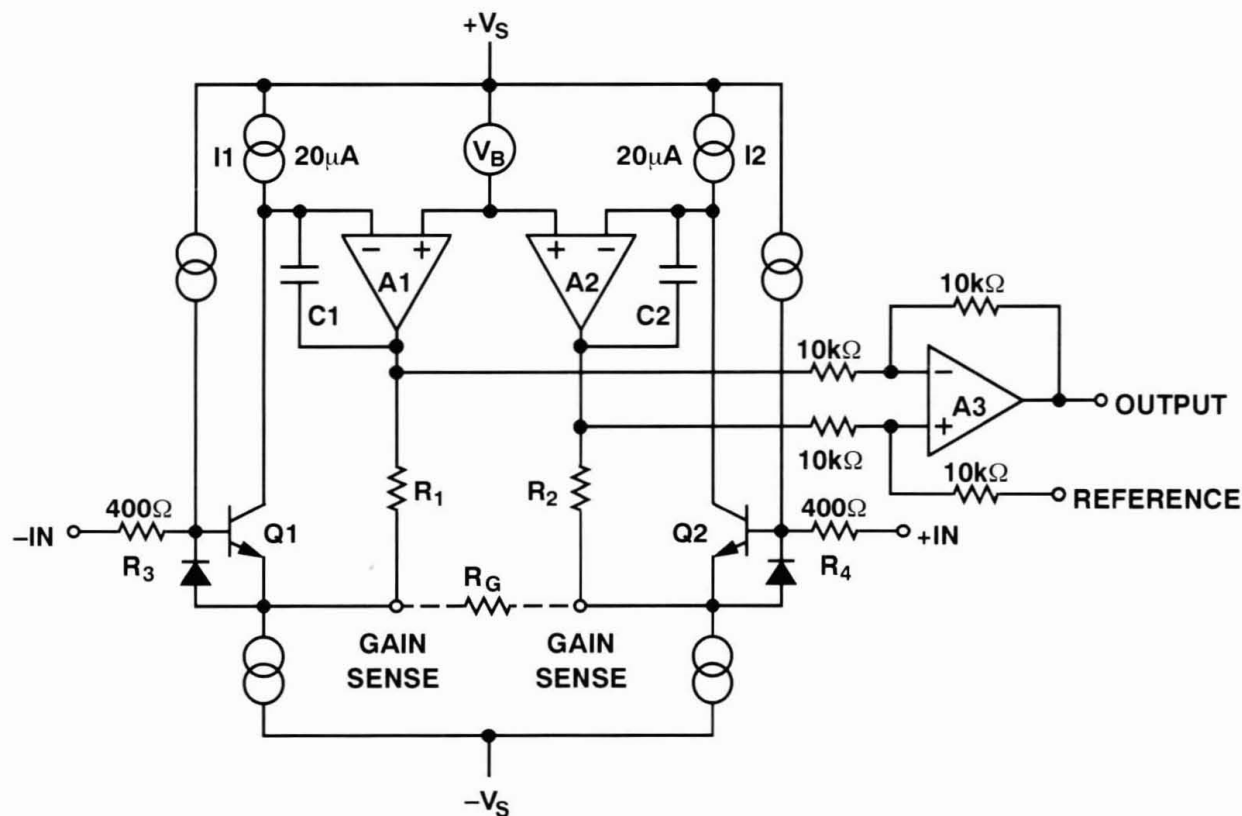 +VS
I1
20µA
VB
20µA
I2
− +
A1
+ −
A2
C1
C2
10kΩ
10kΩ
−
A3
+
OUTPUT
10kΩ
10kΩ
REFERENCE
R1
R2
400Ω
−IN
R3
Q1
Q2
400Ω
+IN
R4
RG
GAIN
SENSE
GAIN
SENSE
−VS